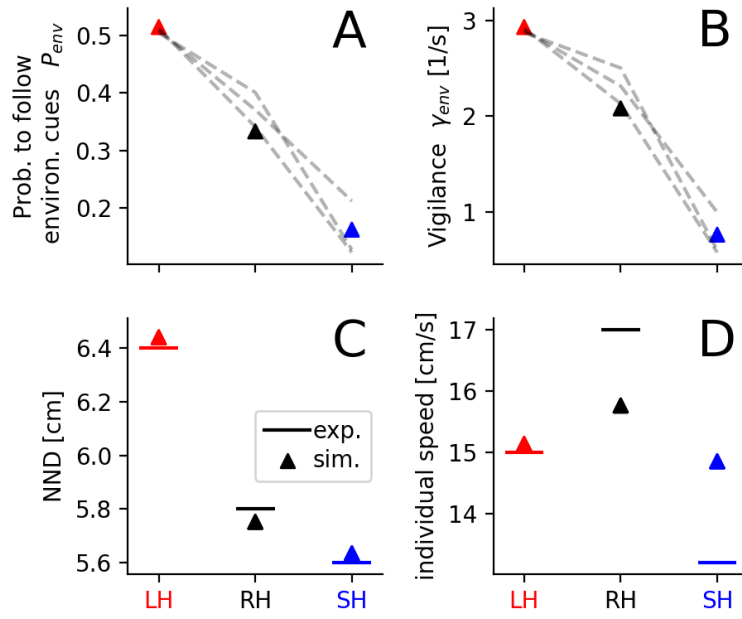 A
Prob. to follow
environ. cues P_env
0.5
0.4
0.3
0.2
B
Vigilance γ_env [1/s]
3
2
1
C
NND [cm]
6.4
6.2
6.0
5.8
5.6
exp.
sim.
LH
RH
SH
D
individual speed [cm/s]
17
16
15
14
LH
RH
SH